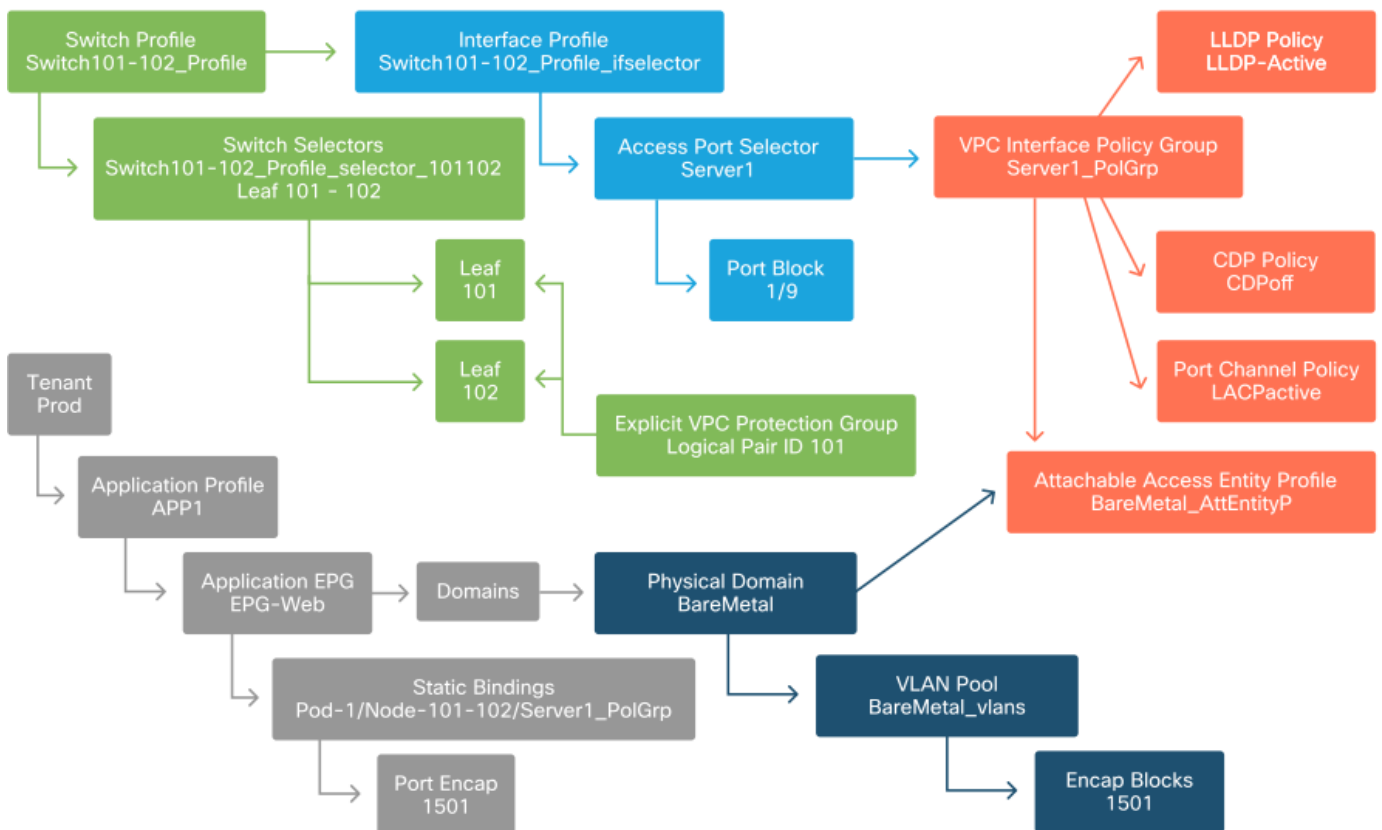 Switch Profile
Switch101-102_Profile
Interface Profile
Switch101-102_Profile_ifselector
LLDP Policy
LLDP-Active
Switch Selectors
Switch101-102_Profile_selector_101102
Leaf 101 - 102
Access Port Selector
Server1
VPC Interface Policy Group
Server1_PolGrp
Leaf
101
Port Block
1/9
CDP Policy
CDPoff
Leaf
102
Port Channel Policy
LACPactive
Tenant
Prod
Explicit VPC Protection Group
Logical Pair ID 101
Application Profile
APP1
Attachable Access Entity Profile
BareMetal_AttEntityP
Application EPG
EPG-Web
Domains
Physical Domain
BareMetal
Static Bindings
Pod-1/Node-101-102/Server1_PolGrp
VLAN Pool
BareMetal_vlans
Port Encap
1501
Encap Blocks
1501